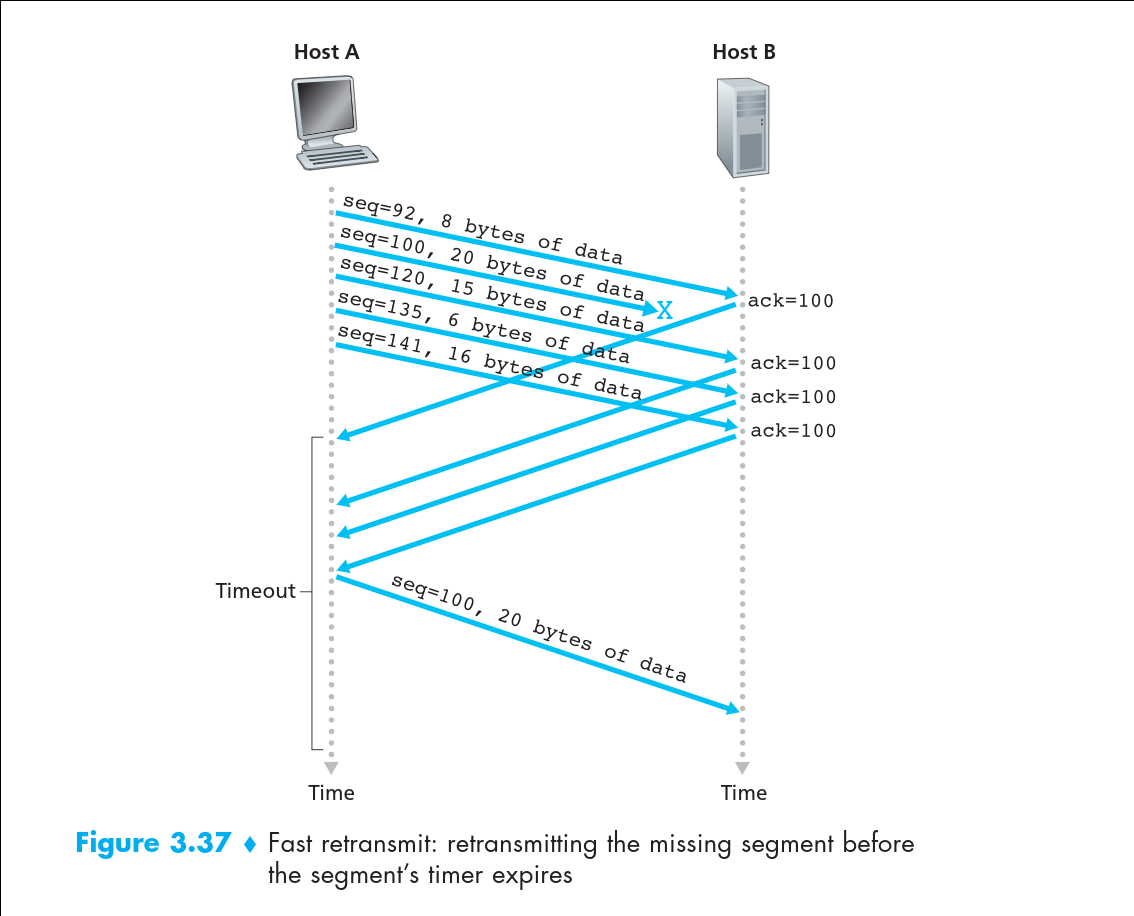 Host A
Host B
seq=92, 8 bytes of data
seq=100, 20 bytes of data
seq=120, 15 bytes of data
seq=135, 6 bytes of data
seq=141, 16 bytes of data
X
ack=100
ack=100
ack=100
ack=100
Timeout
seq=100, 20 bytes of data
Time
Time
Figure 3.37 ♦ Fast retransmit: retransmitting the missing segment before
the segment’s timer expires